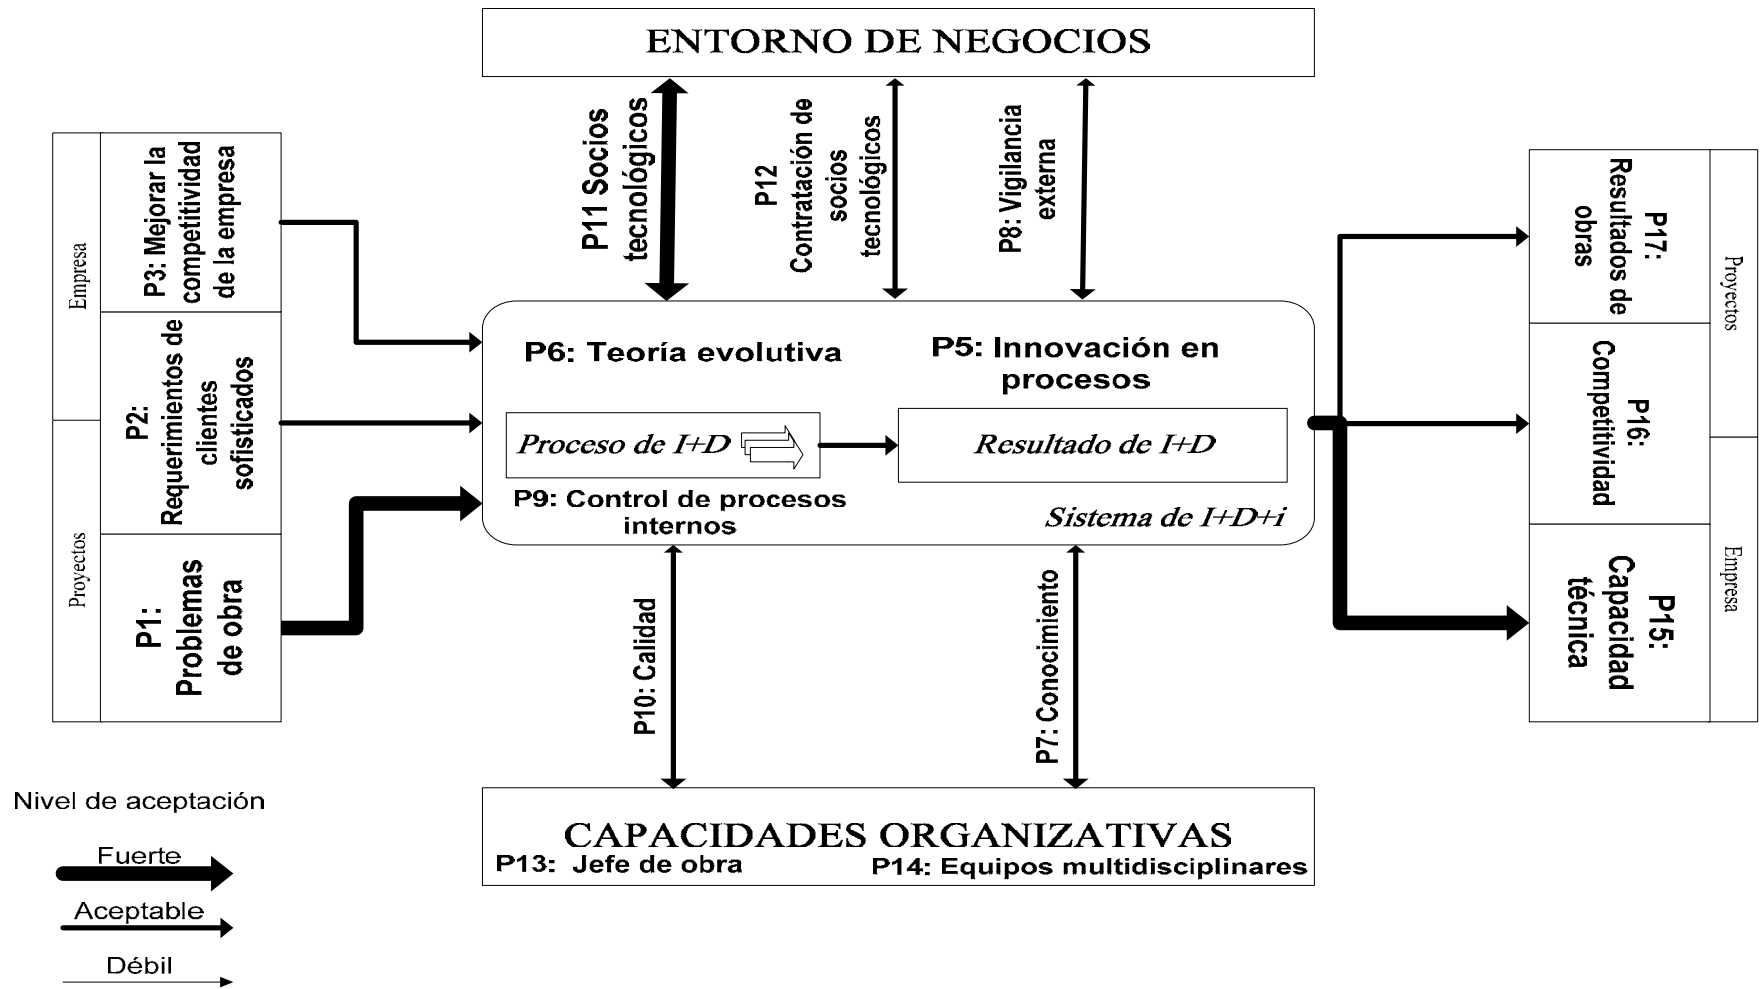 ENTORNO DE NEGOCIOS
P11 Socios
tecnológicos
P12
Contratación de
socios
tecnológicos
P8: Vigilancia
externa
Empresa
Proyectos
P3: Mejorar la
competitividad
de la empresa
P2:
Requerimientos de
clientes
sofisticados
P1:
Problemas
de obra
P6: Teoría evolutiva
P5: Innovación en
procesos
Proceso de I+D
Resultado de I+D
P9: Control de procesos
internos
Sistema de I+D+i
P17:
Resultados de
obras
P16:
Competitividad
P15:
Capacidad
técnica
Proyectos
Empresa
P10: Calidad
P7: Conocimiento
CAPACIDADES ORGANIZATIVAS
P13: Jefe de obra
P14: Equipos multidisciplinares
Nivel de aceptación
Fuerte
Aceptable
Débil